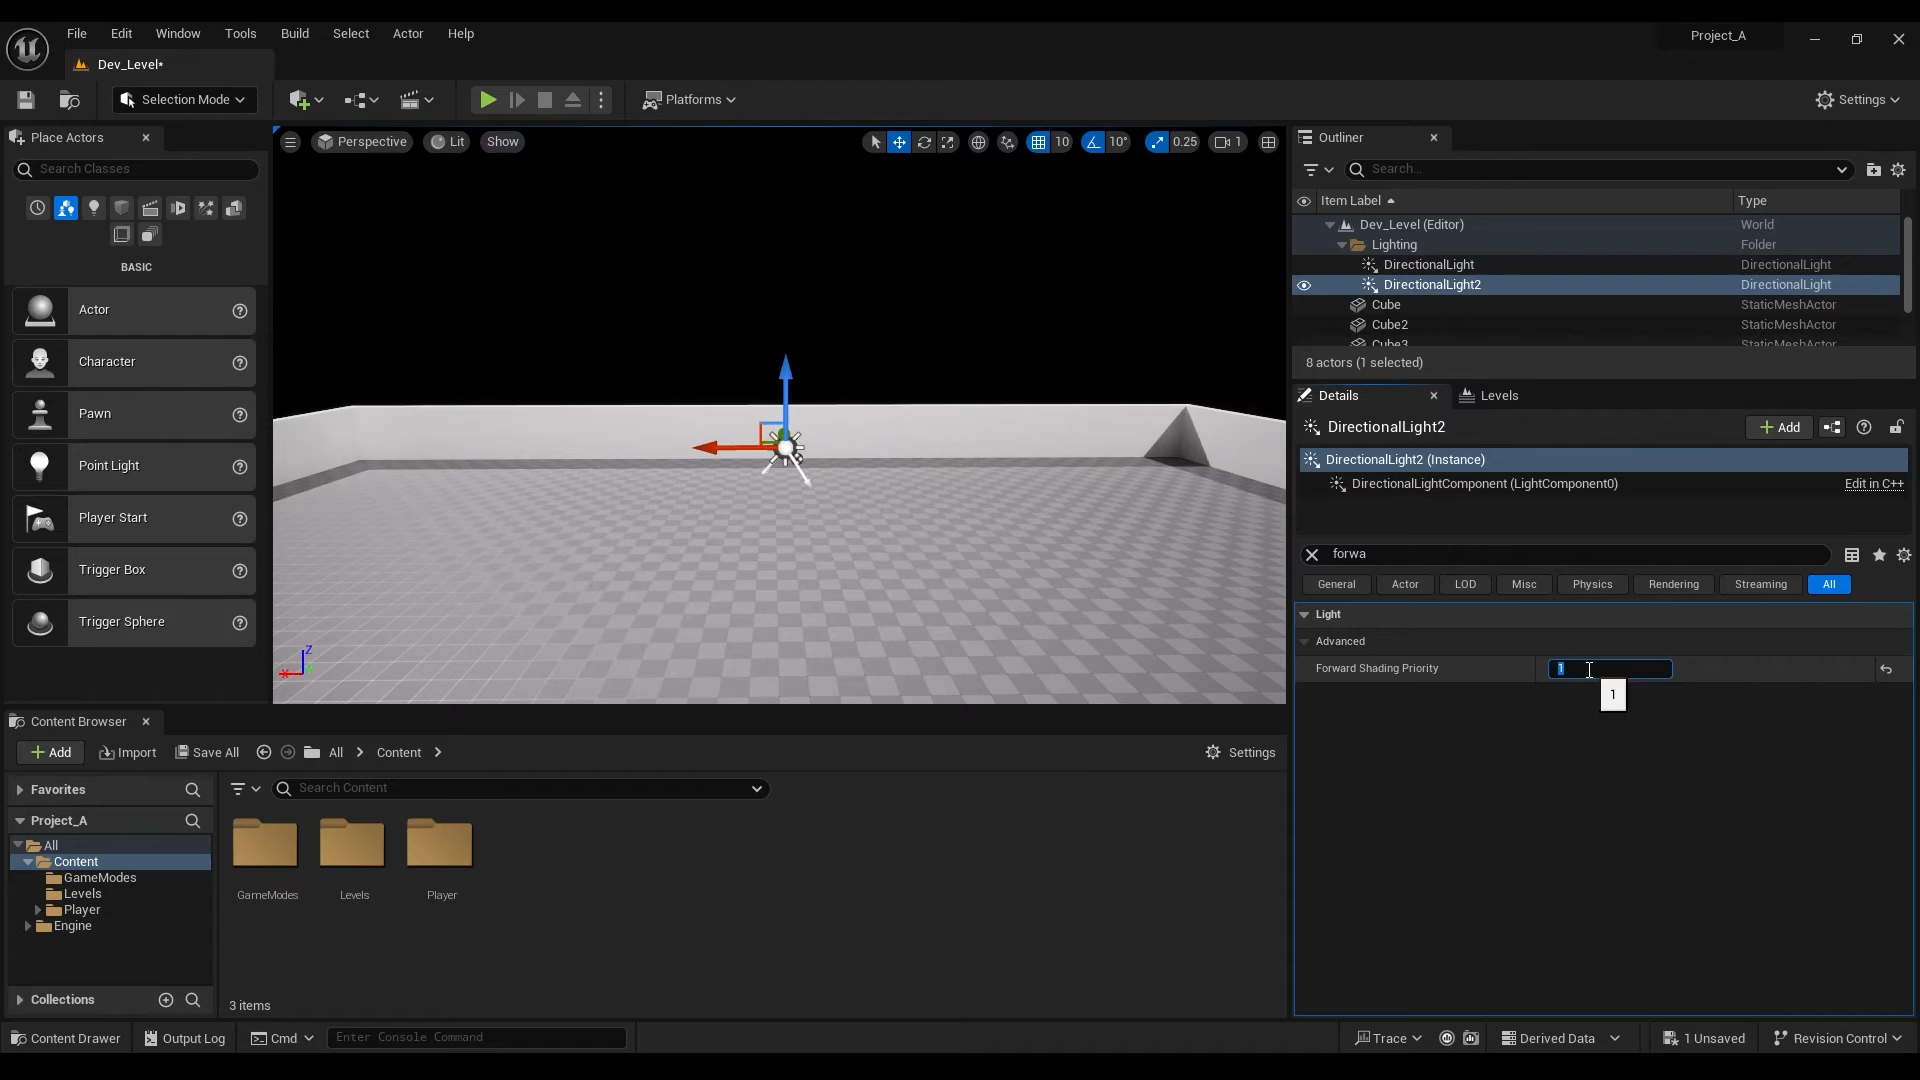 File Edit Window Tools Build Select Actor Help
Project_A
Dev_Level*
Selection Mode
Platforms
Settings
Place Actors
Search Classes
BASIC
Actor
Character
Pawn
Point Light
Player Start
Trigger Box
Trigger Sphere
Perspective Lit Show
10 10° 0.25 1
Z
X
Outliner
Search...
Item Label Type
Dev_Level (Editor) World
Lighting Folder
DirectionalLight DirectionalLight
DirectionalLight2 DirectionalLight
Cube StaticMeshActor
Cube2 StaticMeshActor
Cube3 StaticMeshActor
8 actors (1 selected)
Details Levels
DirectionalLight2
Add
DirectionalLight2 (Instance)
DirectionalLightComponent (LightComponent0) Edit in C++
forwa
General Actor LOD Misc Physics Rendering Streaming All
Light
Advanced
Forward Shading Priority 1
1
Content Browser
Add Import Save All All Content Settings
Favorites
Search Content
Project_A
All
Content
GameModes
Levels
Player
Engine
Collections
GameModes Levels Player
3 items
Content Drawer Output Log Cmd Enter Console Command Trace Derived Data 1 Unsaved Revision Control